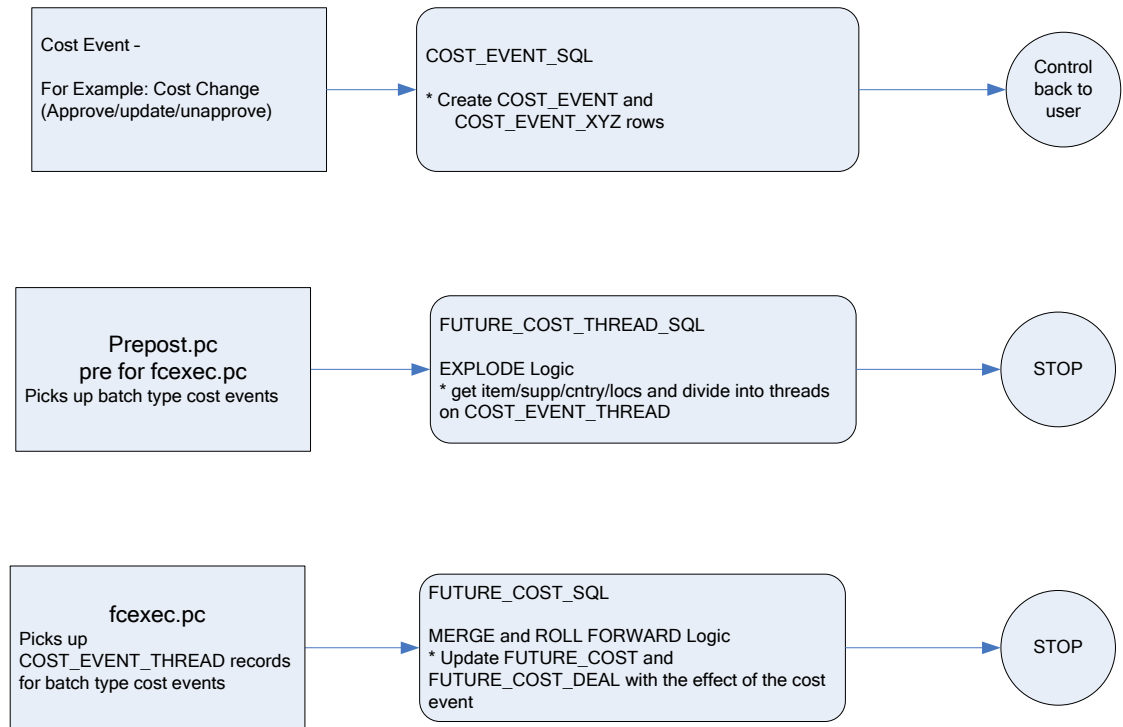 Cost Event –
For Example: Cost Change
(Approve/update/unapprove)
COST_EVENT_SQL
* Create COST_EVENT and
COST_EVENT_XYZ rows
Control
back to
user
Prepost.pc
pre for fcexec.pc
Picks up batch type cost events
FUTURE_COST_THREAD_SQL
EXPLODE Logic
* get item/supp/cntry/locs and divide into threads
on COST_EVENT_THREAD
STOP
fcexec.pc
Picks up
COST_EVENT_THREAD records
for batch type cost events
FUTURE_COST_SQL
MERGE and ROLL FORWARD Logic
* Update FUTURE_COST and
FUTURE_COST_DEAL with the effect of the cost
event
STOP